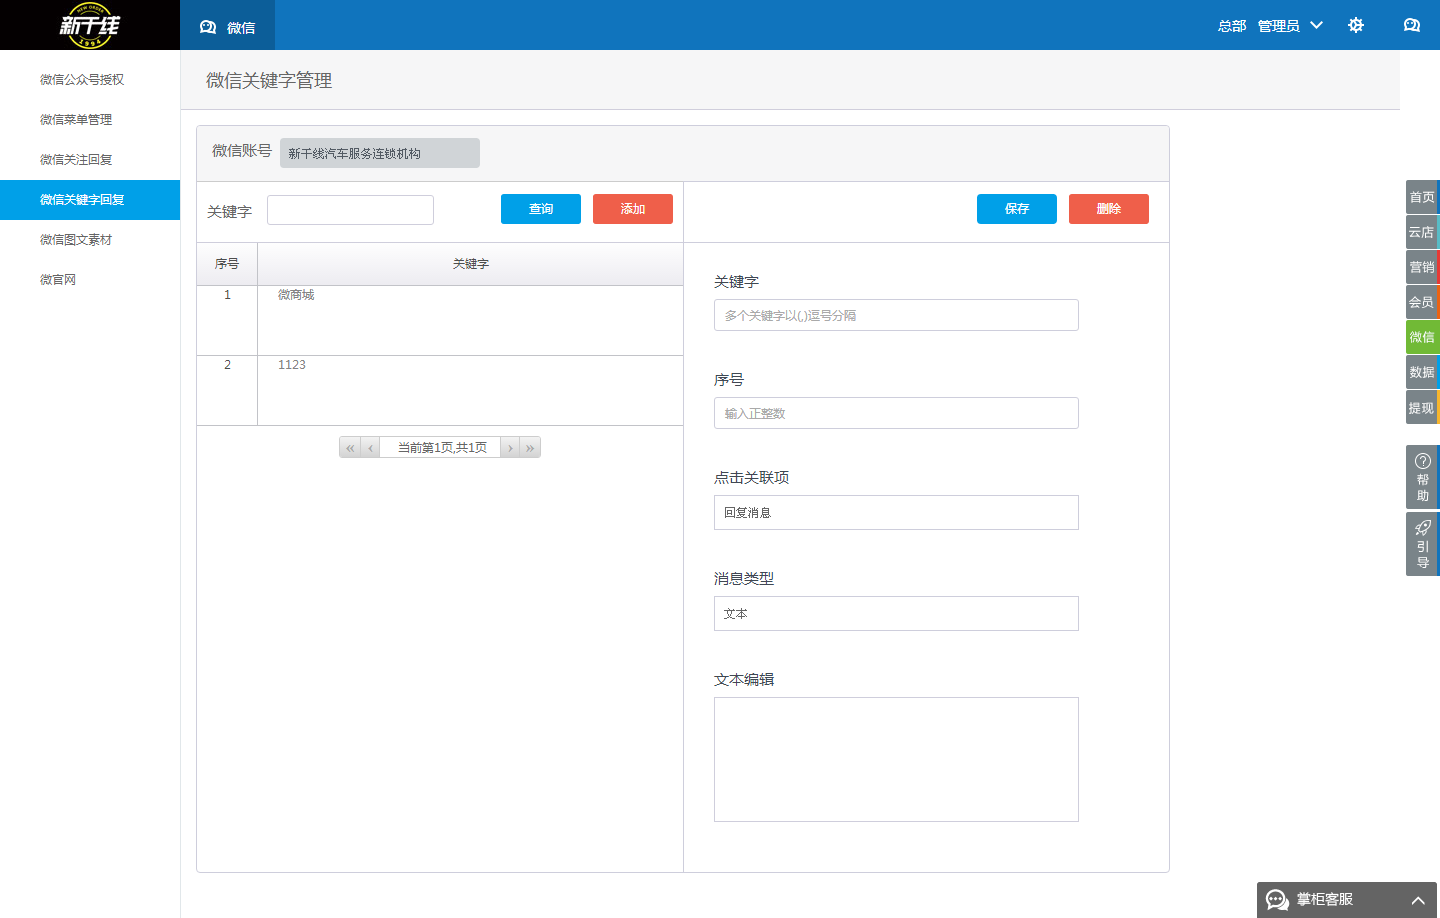 NEW ORDER
新干线
1994
微信
总部 管理员
微信公众号授权
微信菜单管理
微信关注回复
微信关键字回复
微信图文素材
微官网
微信关键字管理
微信账号 新干线汽车服务连锁机构
关键字 查询 添加 保存 删除
序号 关键字
1 微商城
2 1123
« ‹ 当前第1页,共1页 › »
关键字
多个关键字以(,)逗号分隔
序号
输入正整数
点击关联项
回复消息
消息类型
文本
文本编辑
首页
云店
营销
会员
微信
数据
提现
帮
助
引
导
掌柜客服